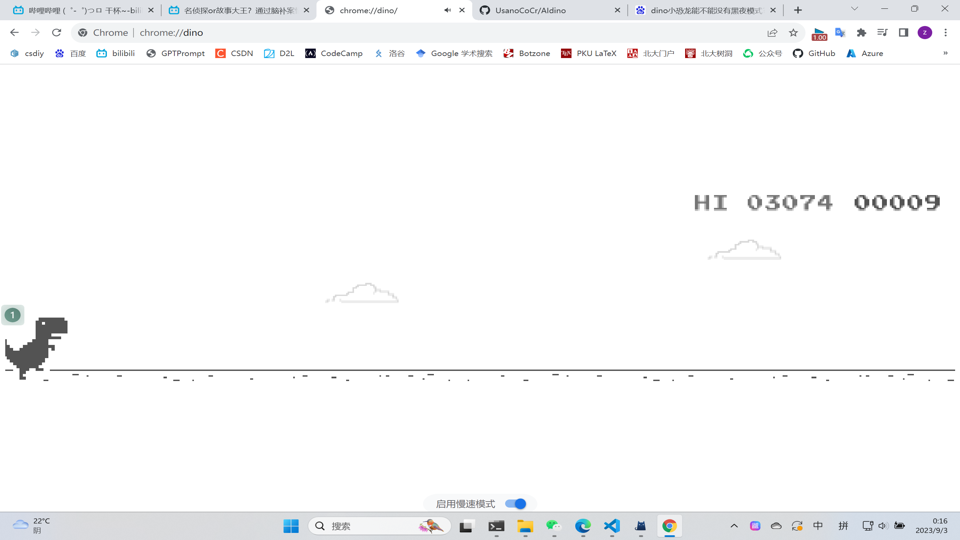 哔哩哔哩 (゜-゜)つロ 干杯~-bili
名侦探or故事大王？通过脑补案
chrome://dino/
UsanoCoCr/AIdino
dino小恐龙能不能没有黑夜模式
Chrome | chrome://dino
1.00
z
csdiy 百度 bilibili GPTPrompt CSDN D2L CodeCamp 洛谷 Google 学术搜索 Botzone PKU LaTeX 北大门户 北大树洞 公众号 GitHub Azure »
HI 03074 00009
1
启用慢速模式
22°C
阴
搜索
中 拼
0:16
2023/9/3